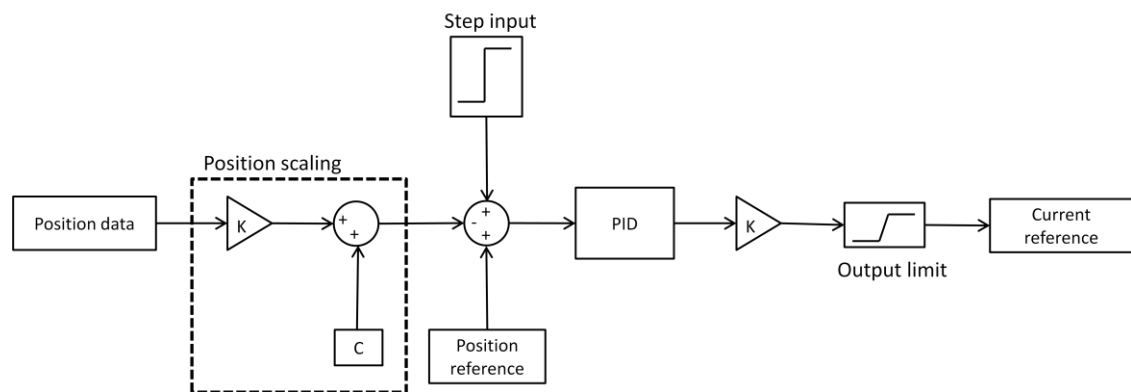 Step input
Position scaling
Position data
K
+
+
C
+
-
+
Position
reference
PID
K
Output limit
Current
reference